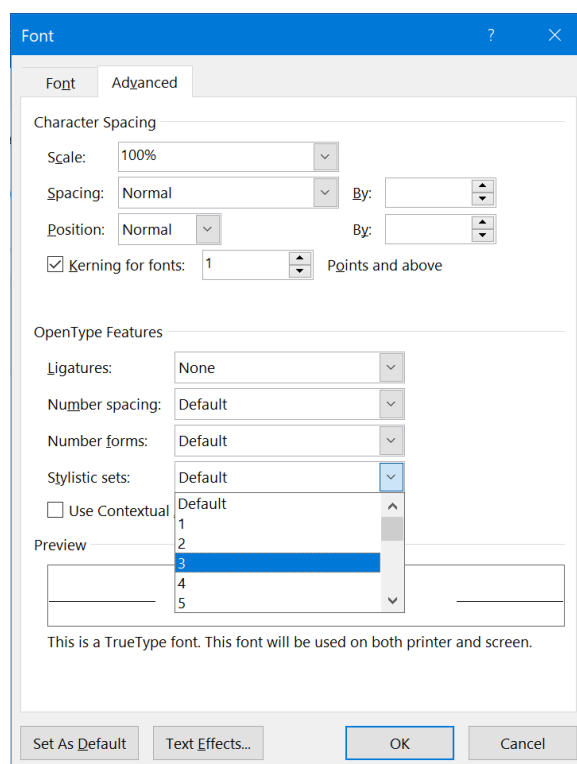 Font ?
Font Advanced
Character Spacing
Scale: 100%
Spacing: Normal By:
Position: Normal By:
Kerning for fonts: 1 Points and above
OpenType Features
Ligatures: None
Number spacing: Default
Number forms: Default
Stylistic sets: Default
Default
Use Contextual
1
2
3
4
5
Preview
This is a TrueType font. This font will be used on both printer and screen.
Set As Default Text Effects... OK Cancel